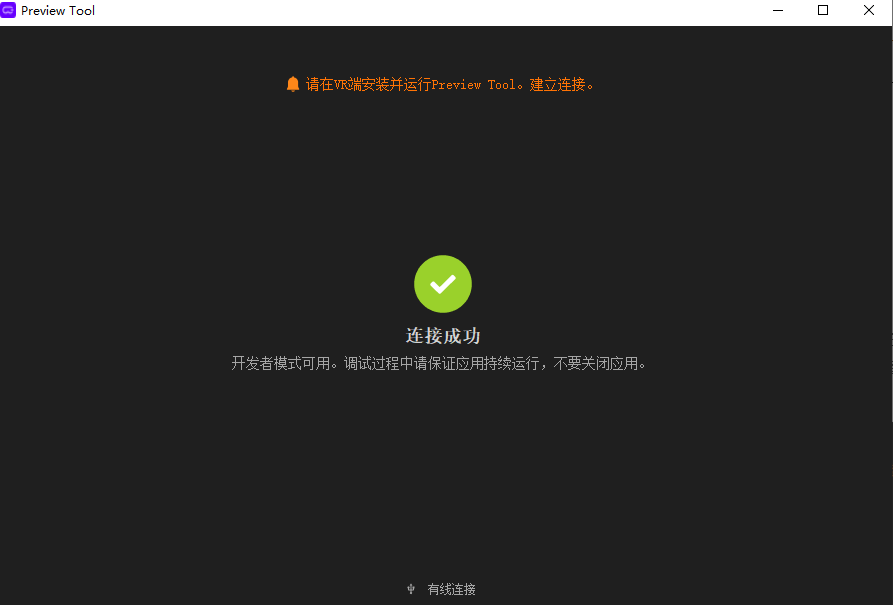 Preview Tool
请在VR端安装并运行Preview Tool。建立连接。
连接成功
开发者模式可用。调试过程中请保证应用持续运行，不要关闭应用。
有线连接